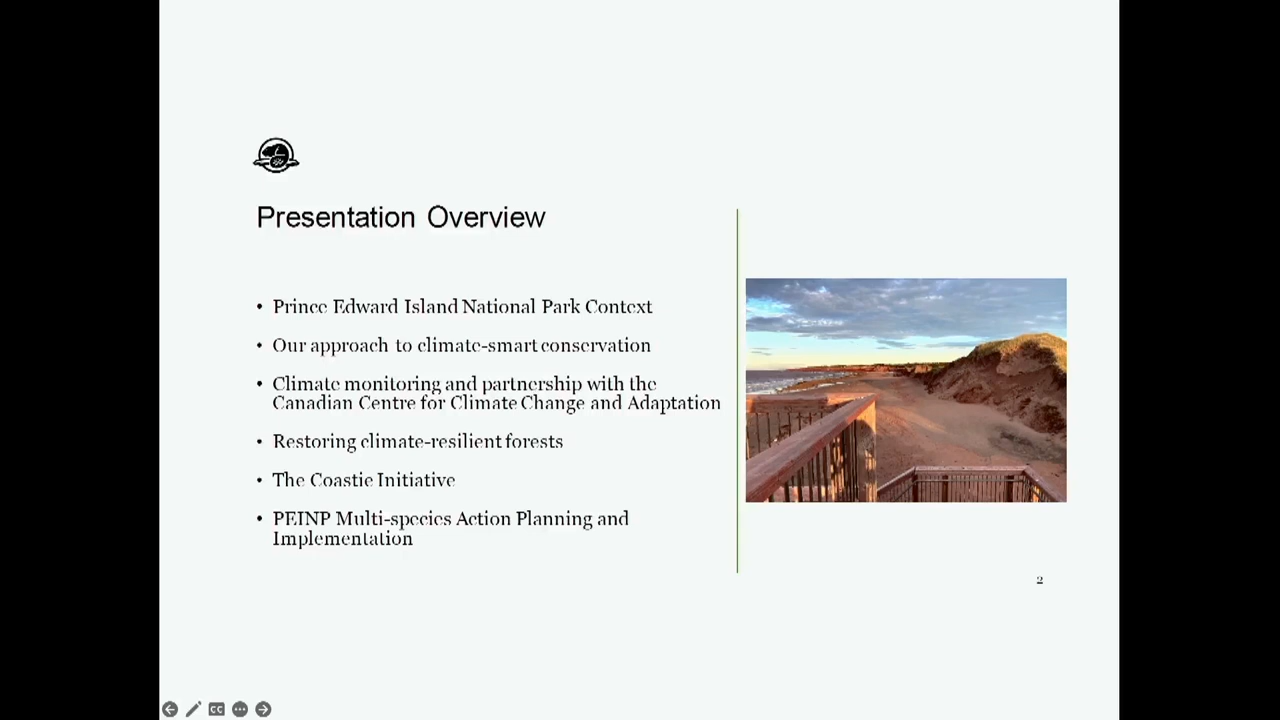 Presentation Overview
• Prince Edward Island National Park Context
• Our approach to climate-smart conservation
• Climate monitoring and partnership with the
Canadian Centre for Climate Change and Adaptation
• Restoring climate-resilient forests
• The Coastie Initiative
• PEINP Multi-species Action Planning and
Implementation
2
CC